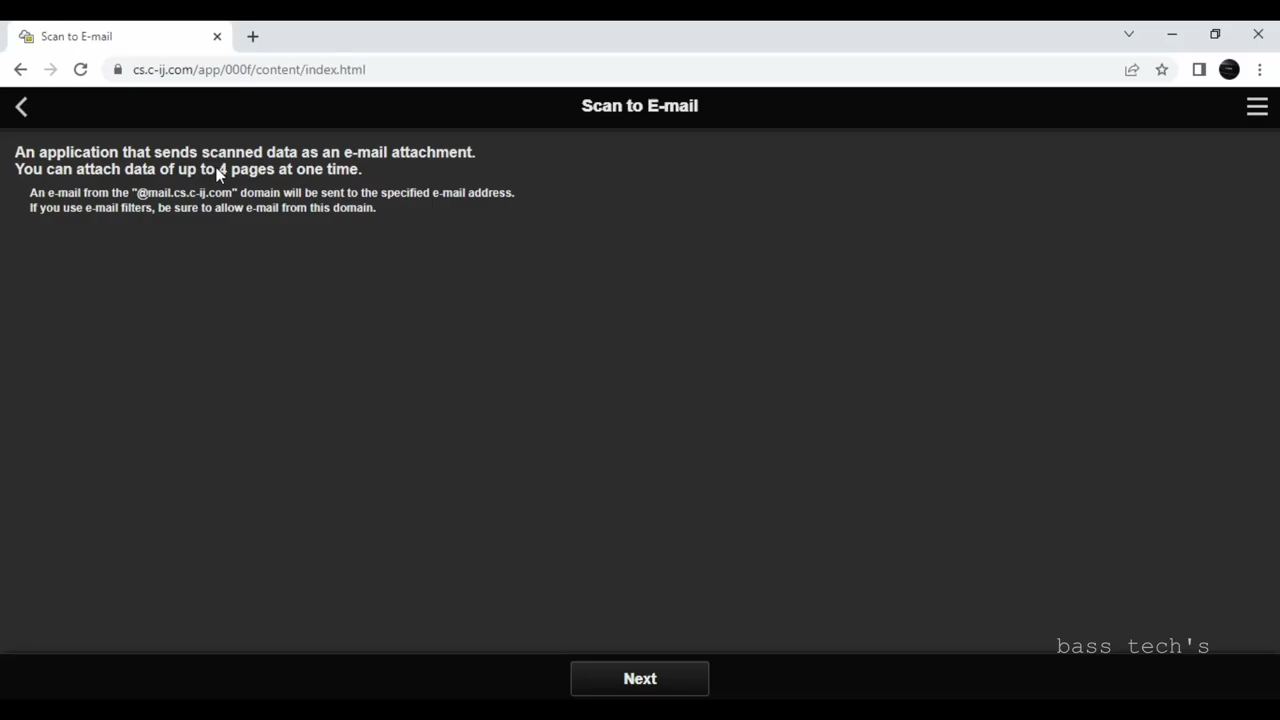 Scan to E-mail
cs.c-ij.com/app/000f/content/index.html
Scan to E-mail
An application that sends scanned data as an e-mail attachment.
You can attach data of up to 4 pages at one time.
An e-mail from the "@mail.cs.c-ij.com" domain will be sent to the specified e-mail address.
If you use e-mail filters, be sure to allow e-mail from this domain.
bass tech's
Next